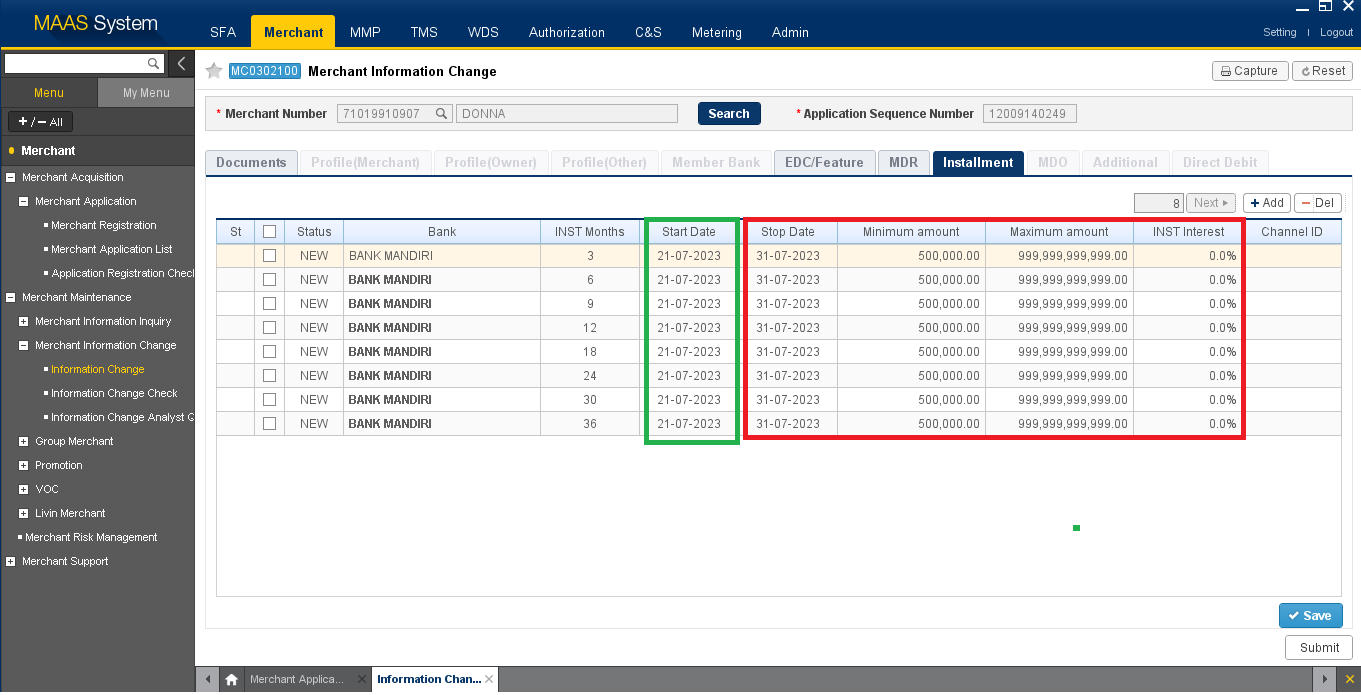 MAAS System
SFA Merchant MMP TMS WDS Authorization C&S Metering Admin
Setting Logout
Menu My Menu
+ / − All
Merchant
Merchant Acquisition
Merchant Application
Merchant Registration
Merchant Application List
Application Registration Chec
Merchant Maintenance
Merchant Information Inquiry
Merchant Information Change
Information Change
Information Change Check
Information Change Analyst
Group Merchant
Promotion
VOC
Livin Merchant
Merchant Risk Management
Merchant Support
MC0302100 Merchant Information Change
Capture Reset
* Merchant Number 71019910907 DONNA Search * Application Sequence Number 12009140249
Documents Profile(Merchant) Profile(Owner) Profile(Other) Member Bank EDC/Feature MDR Installment MDO Additional Direct Debit
8 Next + Add − Del
St Status Bank INST Months Start Date Stop Date Minimum amount Maximum amount INST Interest Channel ID
NEW BANK MANDIRI 3 21-07-2023 31-07-2023 500,000.00 999,999,999,999.00 0.0%
NEW BANK MANDIRI 6 21-07-2023 31-07-2023 500,000.00 999,999,999,999.00 0.0%
NEW BANK MANDIRI 9 21-07-2023 31-07-2023 500,000.00 999,999,999,999.00 0.0%
NEW BANK MANDIRI 12 21-07-2023 31-07-2023 500,000.00 999,999,999,999.00 0.0%
NEW BANK MANDIRI 18 21-07-2023 31-07-2023 500,000.00 999,999,999,999.00 0.0%
NEW BANK MANDIRI 24 21-07-2023 31-07-2023 500,000.00 999,999,999,999.00 0.0%
NEW BANK MANDIRI 30 21-07-2023 31-07-2023 500,000.00 999,999,999,999.00 0.0%
NEW BANK MANDIRI 36 21-07-2023 31-07-2023 500,000.00 999,999,999,999.00 0.0%
Save
Submit
Merchant Applica... Information Chan...